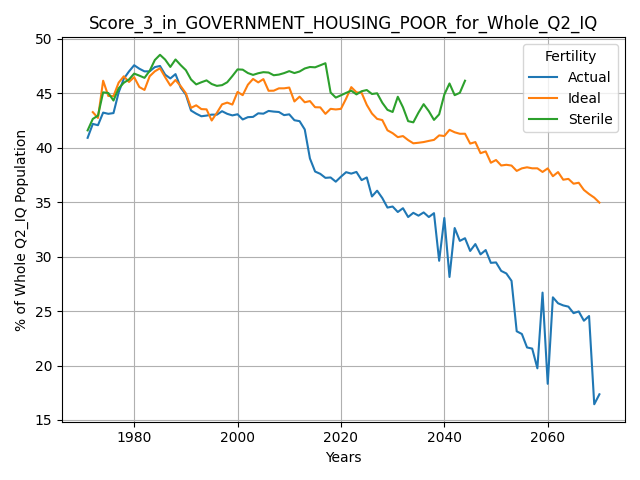 Score_3_in_GOVERNMENT_HOUSING_POOR_for_Whole_Q2_IQ
% of Whole Q2_IQ Population
50
45
40
35
30
25
20
15
Fertility
Actual
Ideal
Sterile
1980
2000
2020
2040
2060
Years